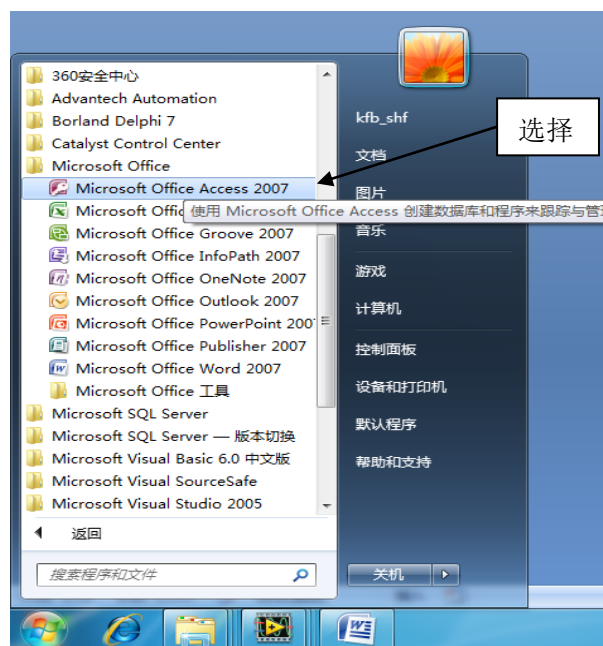 360安全中心
Advantech Automation
Borland Delphi 7
Catalyst Control Center
Microsoft Office
Microsoft Office Access 2007
Microsoft Offic
使用 Microsoft Office Access 创建数据库和程序来跟踪与管
Microsoft Office Groove 2007
Microsoft Office InfoPath 2007
Microsoft Office OneNote 2007
Microsoft Office Outlook 2007
Microsoft Office PowerPoint 200
Microsoft Office Publisher 2007
Microsoft Office Word 2007
Microsoft Office 工具
Microsoft SQL Server
Microsoft SQL Server — 版本切换
Microsoft Visual Basic 6.0 中文版
Microsoft Visual SourceSafe
Microsoft Visual Studio 2005
返回
搜索程序和文件
kfb_shf
选择
文档
图片
音乐
游戏
计算机
控制面板
设备和打印机
默认程序
帮助和支持
关机